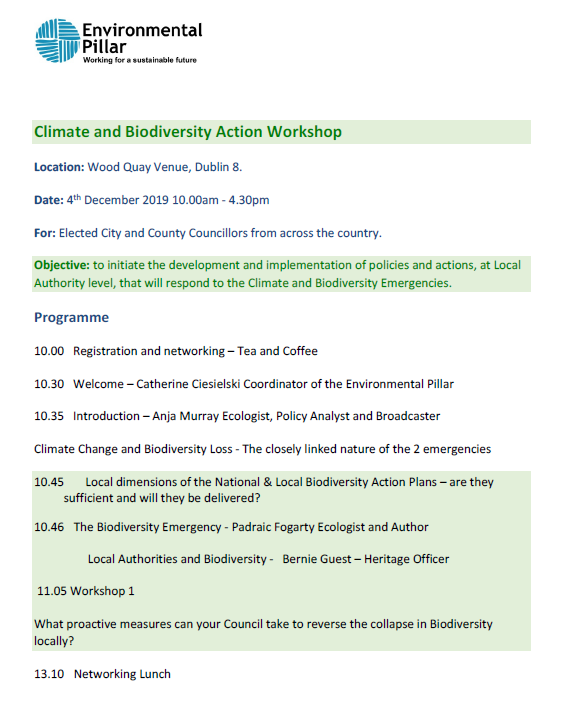 Environmental
Pillar
Working for a sustainable future
Climate and Biodiversity Action Workshop
Location: Wood Quay Venue, Dublin 8.
Date: 4th December 2019 10.00am - 4.30pm
For: Elected City and County Councillors from across the country.
Objective: to initiate the development and implementation of policies and actions, at Local
Authority level, that will respond to the Climate and Biodiversity Emergencies.
Programme
10.00 Registration and networking – Tea and Coffee
10.30 Welcome – Catherine Ciesielski Coordinator of the Environmental Pillar
10.35 Introduction – Anja Murray Ecologist, Policy Analyst and Broadcaster
Climate Change and Biodiversity Loss - The closely linked nature of the 2 emergencies
10.45 Local dimensions of the National & Local Biodiversity Action Plans – are they
sufficient and will they be delivered?
10.46 The Biodiversity Emergency - Padraic Fogarty Ecologist and Author
Local Authorities and Biodiversity - Bernie Guest – Heritage Officer
11.05 Workshop 1
What proactive measures can your Council take to reverse the collapse in Biodiversity
locally?
13.10 Networking Lunch